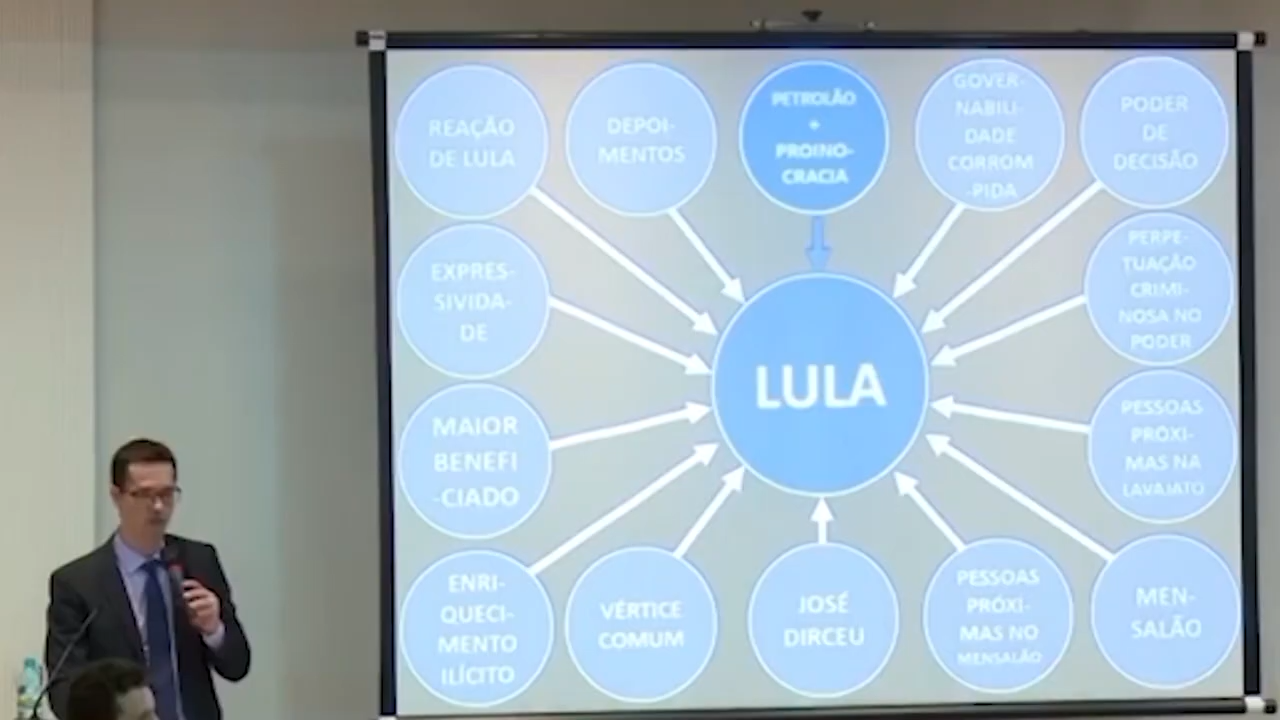 REAÇÃO
DE LULA
DEPOI-
MENTOS
PETROLÃO
+
PROINO-
CRACIA
GOVER-
NABILI-
DADE
CORROM
-PIDA
PODER
DE
DECISÃO
EXPRES-
SIVIDA-
DE
PERPE-
TUAÇÃO
CRIMI-
NOSA NO
PODER
LULA
MAIOR
BENEFI
-CIADO
PESSOAS
PRÓXI-
MAS NA
LAVAJATO
ENRI-
QUECI-
MENTO
ILÍCITO
VÉRTICE
COMUM
JOSÉ
DIRCEU
PESSOAS
PRÓXI-
MAS NO
MENSALÃO
MEN-
SALÃO